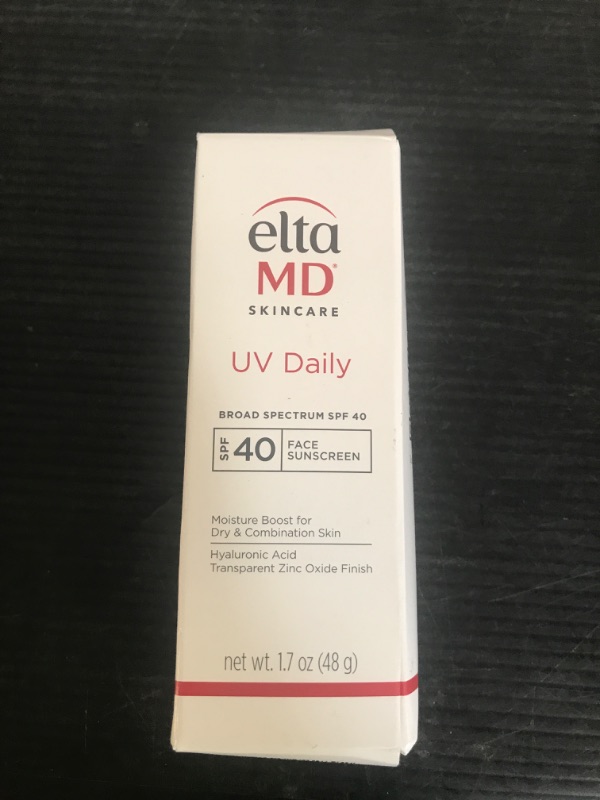 elta
MD®
SKINCARE
UV Daily
BROAD SPECTRUM SPF 40
SPF 40 FACE
SUNSCREEN
Moisture Boost for
Dry & Combination Skin
Hyaluronic Acid
Transparent Zinc Oxide Finish
net wt. 1.7 oz (48 g)